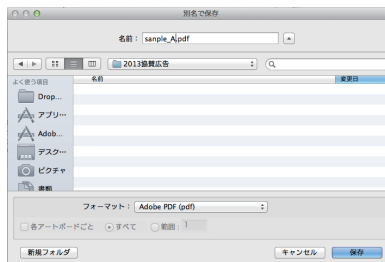 別名で保存
名前： sanple_A.pdf
2013協賛広告
よく使う項目
名前
変更日
Drop...
アプリ…
Adob...
デスク…
ピクチャ
書類
フォーマット： Adobe PDF (pdf)
各アートボードごと すべて 範囲： 1
新規フォルダ キャンセル 保存